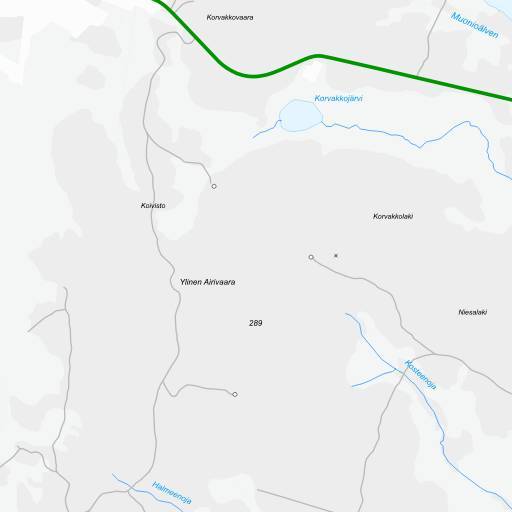 Korvakkovaara
Muonioälven
Korvakkojärvi
Koivisto
Korvakkolaki
Ylinen Airivaara
289
Niesalaki
Kosteenoja
Halmeenoja